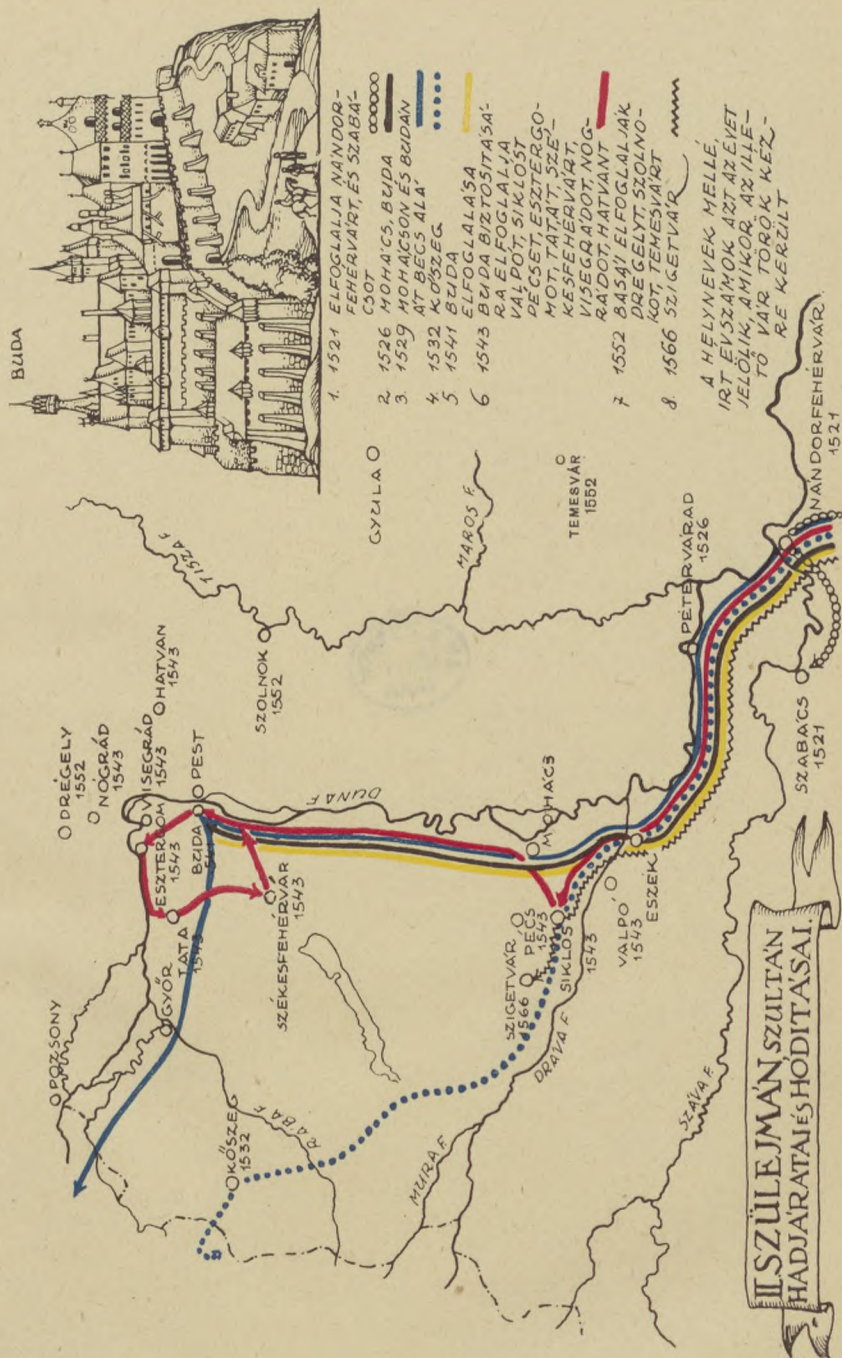 BUDA
1. 1521 ELFOGLALJA NÁNDOR-
FEHÉRVÁRT, ÉS SZABÁ-
CSOT
2 1526 MOHÁCS, BUDA
3. 1529 MOHÁCSON ÉS BUDÁN
ÁT BÉCS ALÁ
4. 1532 KŐSZEG
5 1541 BUDA
ELFOGLALÁSA
6 1543 BUDA BIZTOSÍTÁSÁ-
RA ELFOGLALJA
VALPÓT, SIKLÓST
PÉCSET, ESZTERGO-
MOT, TATÁT, SZÉ-
KESFEHÉRVÁRT,
7 1552 BASÁI ELFOGLALJÁK
VISEGRÁDOT, NÓG-
RÁDOT, HATVANT
DRÉGELYT, SZOLNO-
KOT, TEMESVÁRT
8. 1566 SZIGETVÁR
A HELYNEVEK MELLÉ,
IRT ÉVSZÁMOK AZT AZ ÉVET
JELÖLIK, AMIKOR AZ ILLE-
TŐ VÁR TÖRÖK KÉZ-
RE KERÜLT
DRÉGELY
1552
NÓGRÁD
1543
VISEGRÁD
1543
HATVAN
1543
ESZTERGOM
1543
BUDA
PEST
TATA
1543
SZÉKESFEHÉRVÁR
1543
GYŐR
POZSONY
KŐSZEG
1532
RÁBA F.
MURA F.
DRÁVA F.
SZÁVA F.
DUNA F.
TISZA F.
MAROS F.
SZOLNOK
1552
GYULA
TEMESVÁR
1552
MOHÁCS
SZIGETVÁR
1566
PÉCS
1543
SIKLÓS
1543
VALPÓ
1543
ESZÉK
PÉTERVÁRAD
1526
NÁNDORFEHÉRVÁR
1521
SZABÁCS
1521
II. SZÜLEJMÁN SZULTÁN
HADJÁRATAI ÉS HÓDITÁSAI.